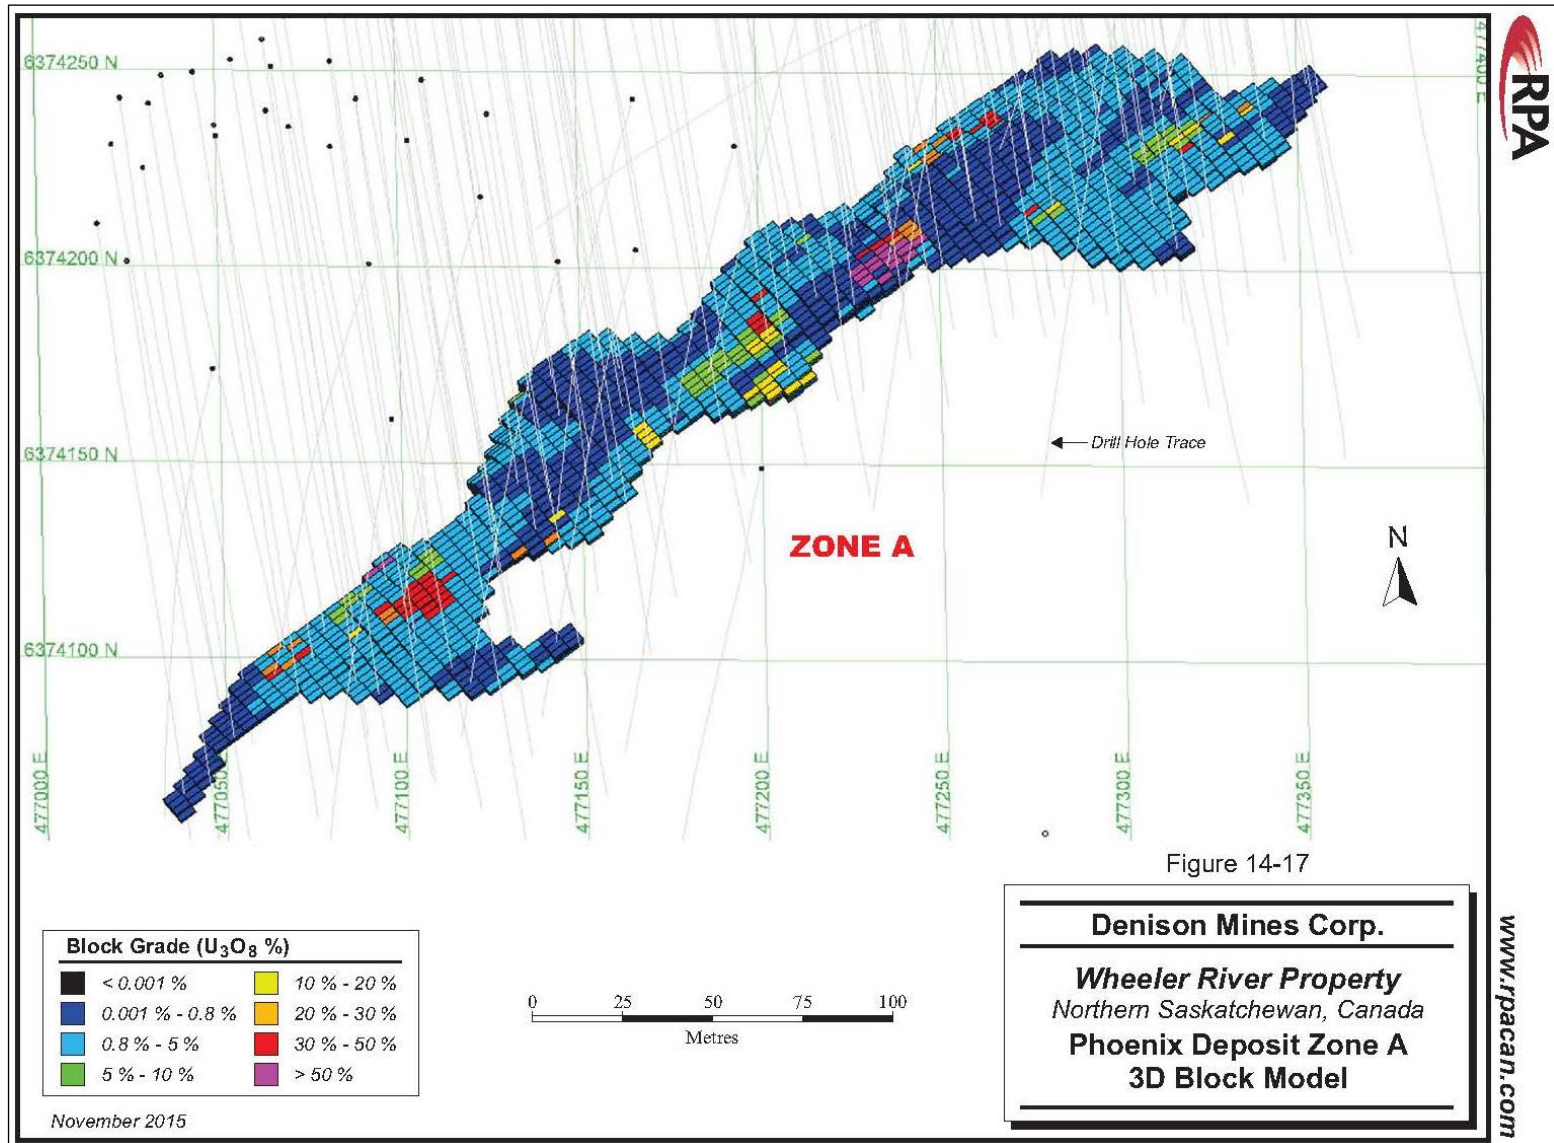 6374250 N
477400 E
RPA
6374200 N
Drill Hole Trace
6374150 N
ZONE A
N
6374100 N
477000 E
477050 E
477100 E
477150 E
477200 E
477250 E
477300 E
477350 E
Figure 14-17
Denison Mines Corp.
Wheeler River Property
Northern Saskatchewan, Canada
Phoenix Deposit Zone A
3D Block Model
Block Grade (U3O8 %)
< 0.001 %
0.001 % - 0.8 %
0.8 % - 5 %
5 % - 10 %
10 % - 20 %
20 % - 30 %
30 % - 50 %
> 50 %
0 25 50 75 100
Metres
November 2015
www.rpacan.com